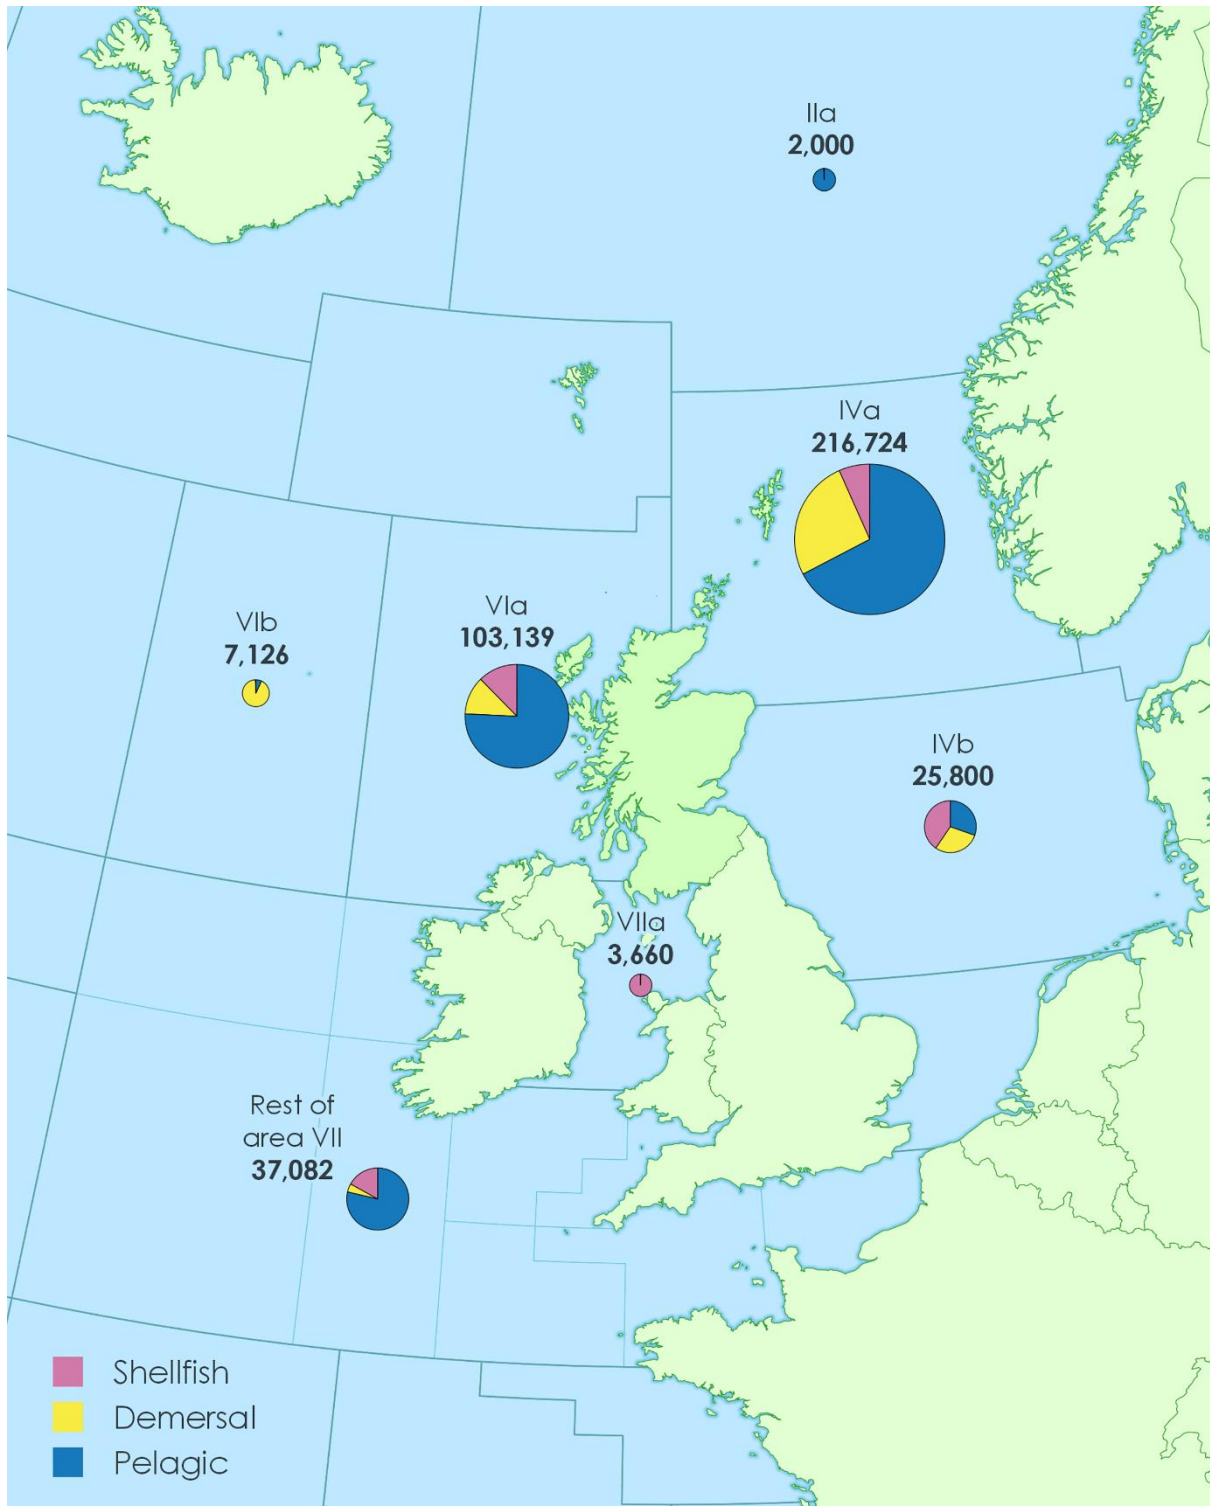 IIa
2,000
IVa
216,724
VIb
7,126
VIa
103,139
IVb
25,800
VIIa
3,660
Rest of
area VII
37,082
Shellfish
Demersal
Pelagic